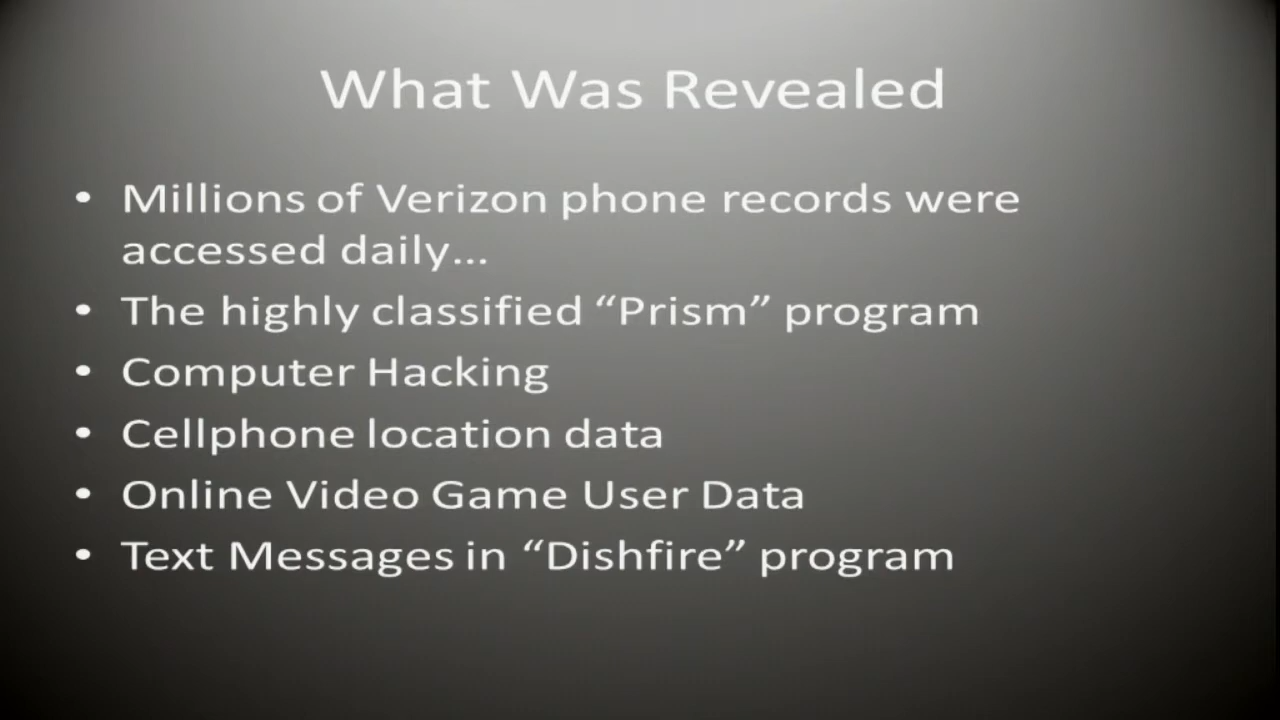 What Was Revealed
• Millions of Verizon phone records were
accessed daily...
• The highly classified “Prism” program
• Computer Hacking
• Cellphone location data
• Online Video Game User Data
• Text Messages in “Dishfire” program